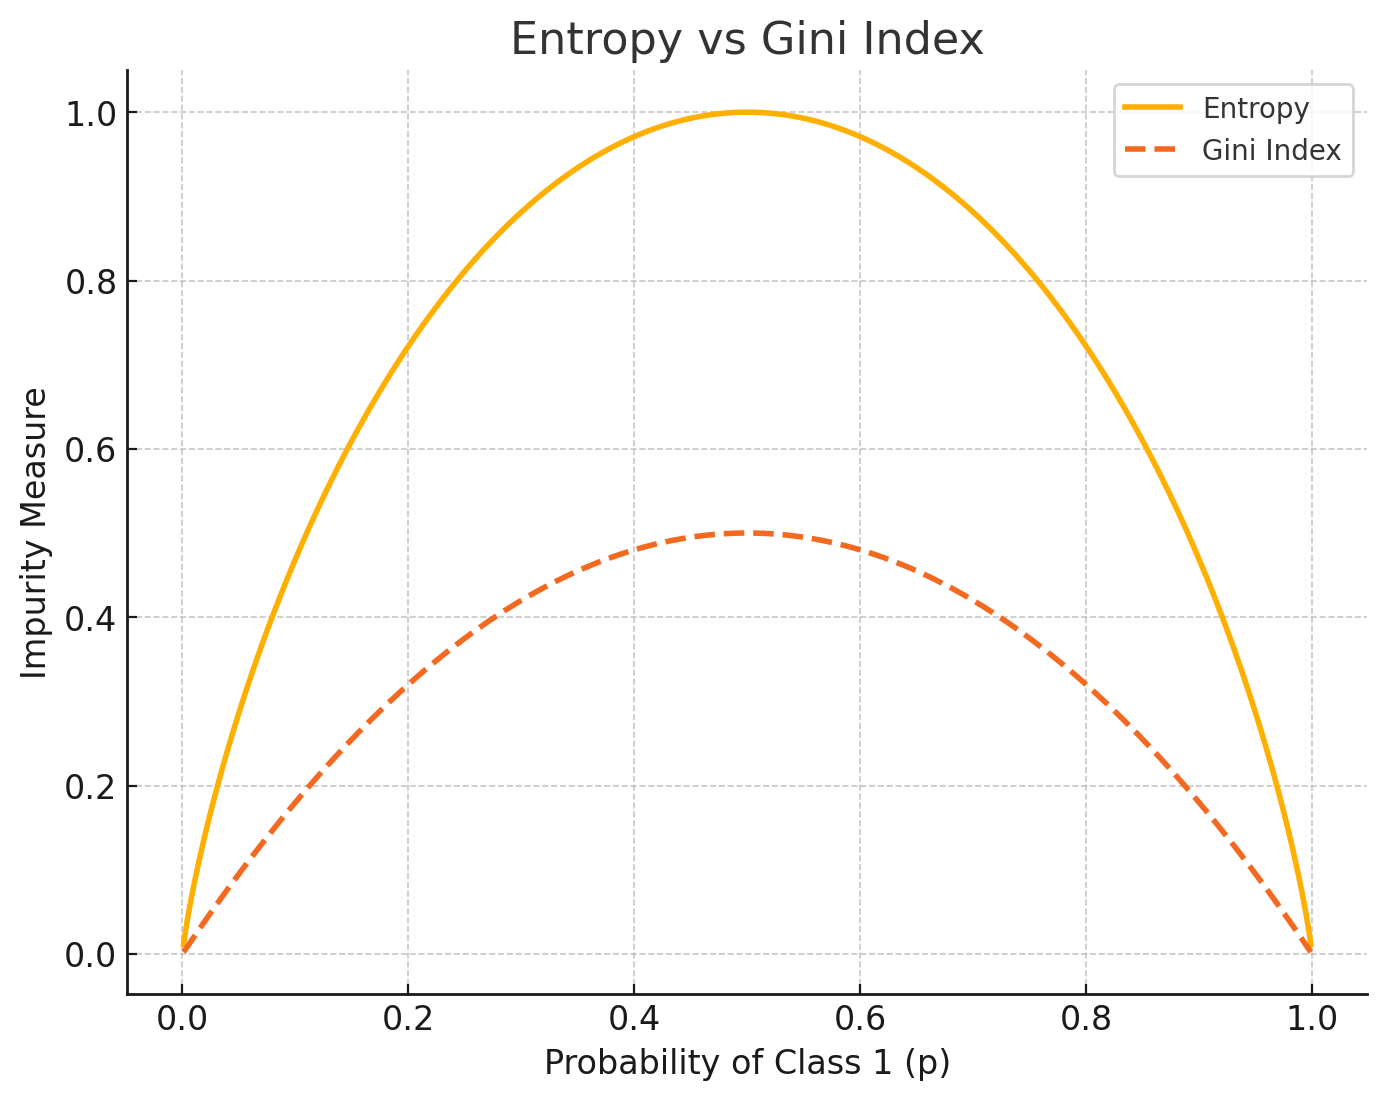 Entropy vs Gini Index
Entropy
Gini Index
Impurity Measure
1.0
0.8
0.6
0.4
0.2
0.0
0.0 0.2 0.4 0.6 0.8 1.0
Probability of Class 1 (p)